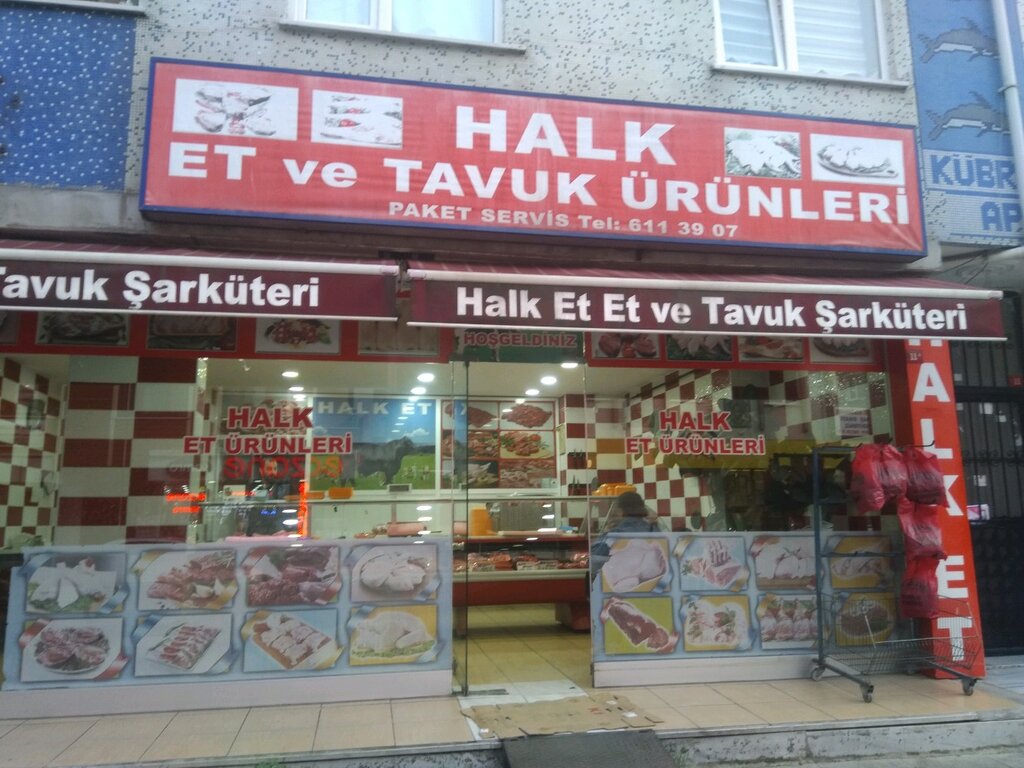 HALK
ET ve TAVUK ÜRÜNLERİ
PAKET SERVİS Tel: 611 39 07
KÜBR
AP
Tavuk Şarküteri
Halk Et Et ve Tavuk Şarküteri
HOŞGELDİNİZ
HALK
ET ÜRÜNLERİ
HALK ET
HALK
ET ÜRÜNLERİ
HALK ET